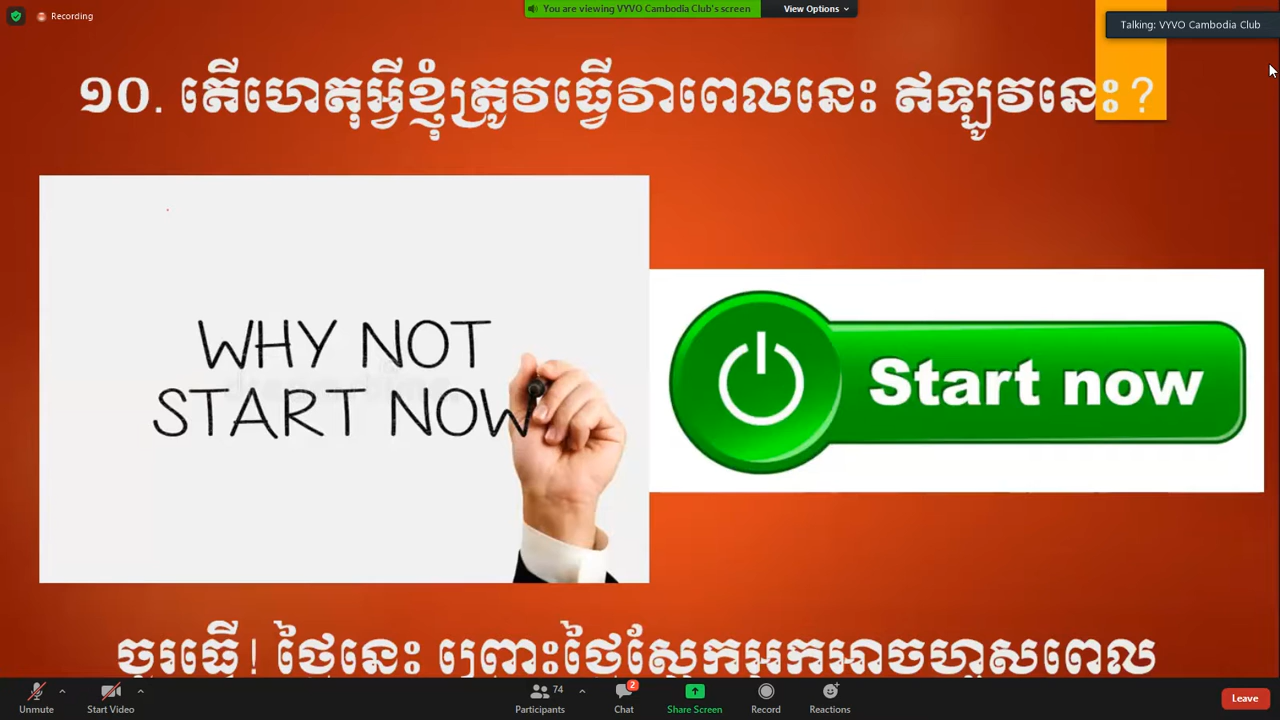 Recording
You are viewing VYVO Cambodia Club's screen
View Options
Talking: VYVO Cambodia Club
១០. តើហេតុអ្វីខ្ញុំត្រូវធ្វើវាពេលនេះ ឥឡូវនេះ?
WHY NOT
START NOW
Start now
ចូរធ្វើ! ថ្ងៃនេះ ព្រោះថ្ងៃស្អែកអ្នកអាចហួសពេល
Unmute
Start Video
74
Participants
2
Chat
Share Screen
Record
Reactions
Leave